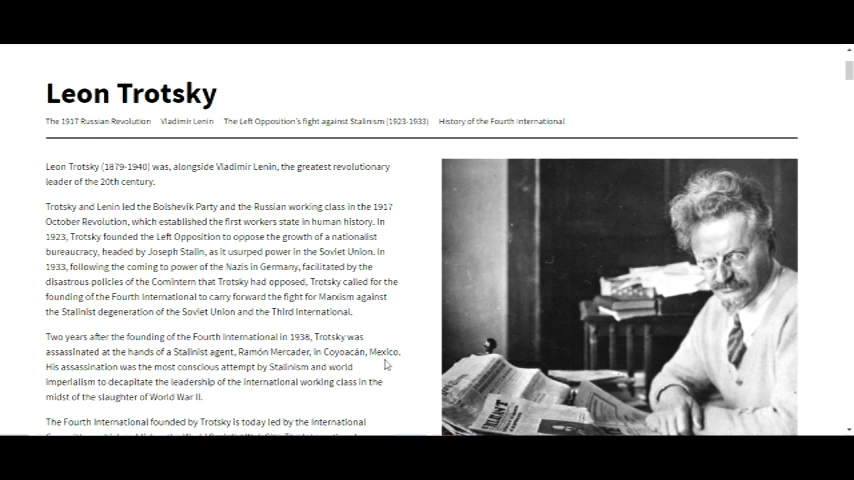 Leon Trotsky
The 1917 Russian Revolution Vladimir Lenin The Left Opposition's fight against Stalinism (1923-1933) History of the Fourth International
Leon Trotsky (1879-1940) was, alongside Vladimir Lenin, the greatest revolutionary
leader of the 20th century.
Trotsky and Lenin led the Bolshevik Party and the Russian working class in the 1917
October Revolution, which established the first workers state in human history. In
1923, Trotsky founded the Left Opposition to oppose the growth of a nationalist
bureaucracy, headed by Joseph Stalin, as it usurped power in the Soviet Union. In
1933, following the coming to power of the Nazis in Germany, facilitated by the
disastrous policies of the Comintern that Trotsky had opposed, Trotsky called for the
founding of the Fourth International to carry forward the fight for Marxism against
the Stalinist degeneration of the Soviet Union and the Third International.
Two years after the founding of the Fourth International in 1938, Trotsky was
assassinated at the hands of a Stalinist agent, Ramón Mercader, in Coyoacán, Mexico.
His assassination was the most conscious attempt by Stalinism and world
imperialism to decapitate the leadership of the international working class in the
midst of the slaughter of World War II.
The Fourth International founded by Trotsky is today led by the International